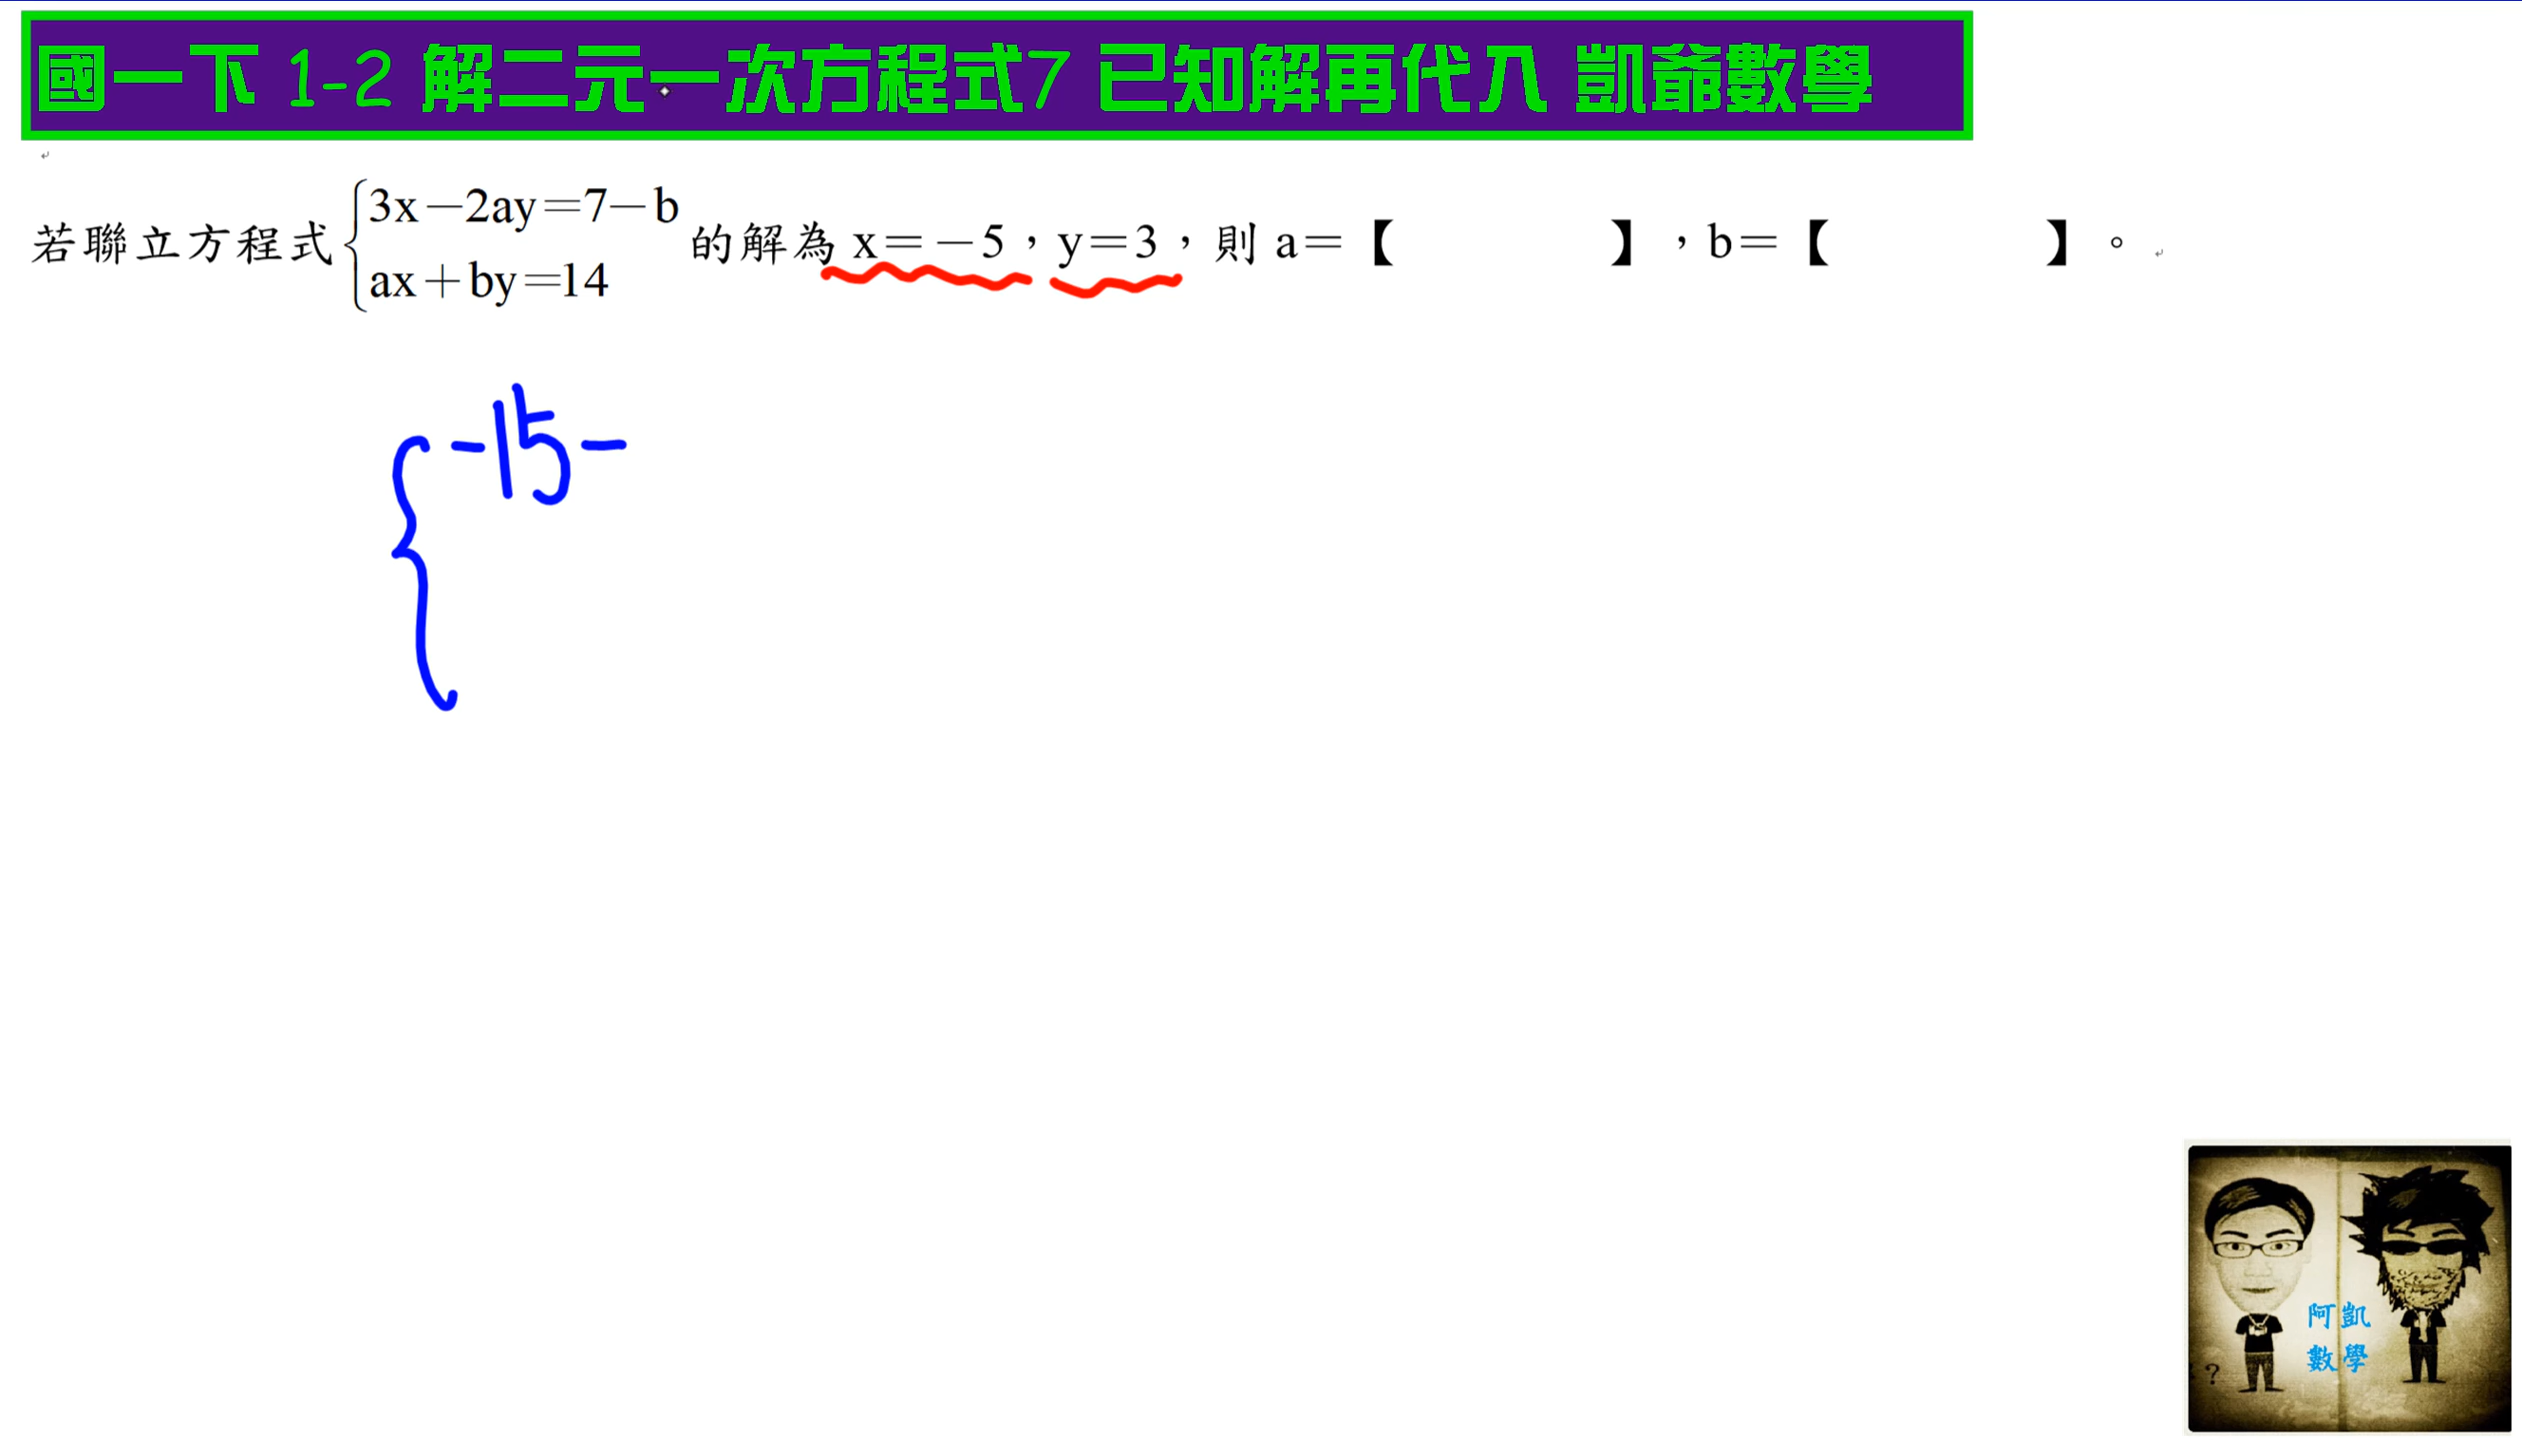 國一下 1-2 解二元一次方程式7 已知解再代入 凱爺數學
若聯立方程式{3x－2ay＝7－b
ax＋by＝14 的解為 x＝－5，y＝3，則 a＝【　　　】，b＝【　　　】。
{-15-
阿凱
數學
?